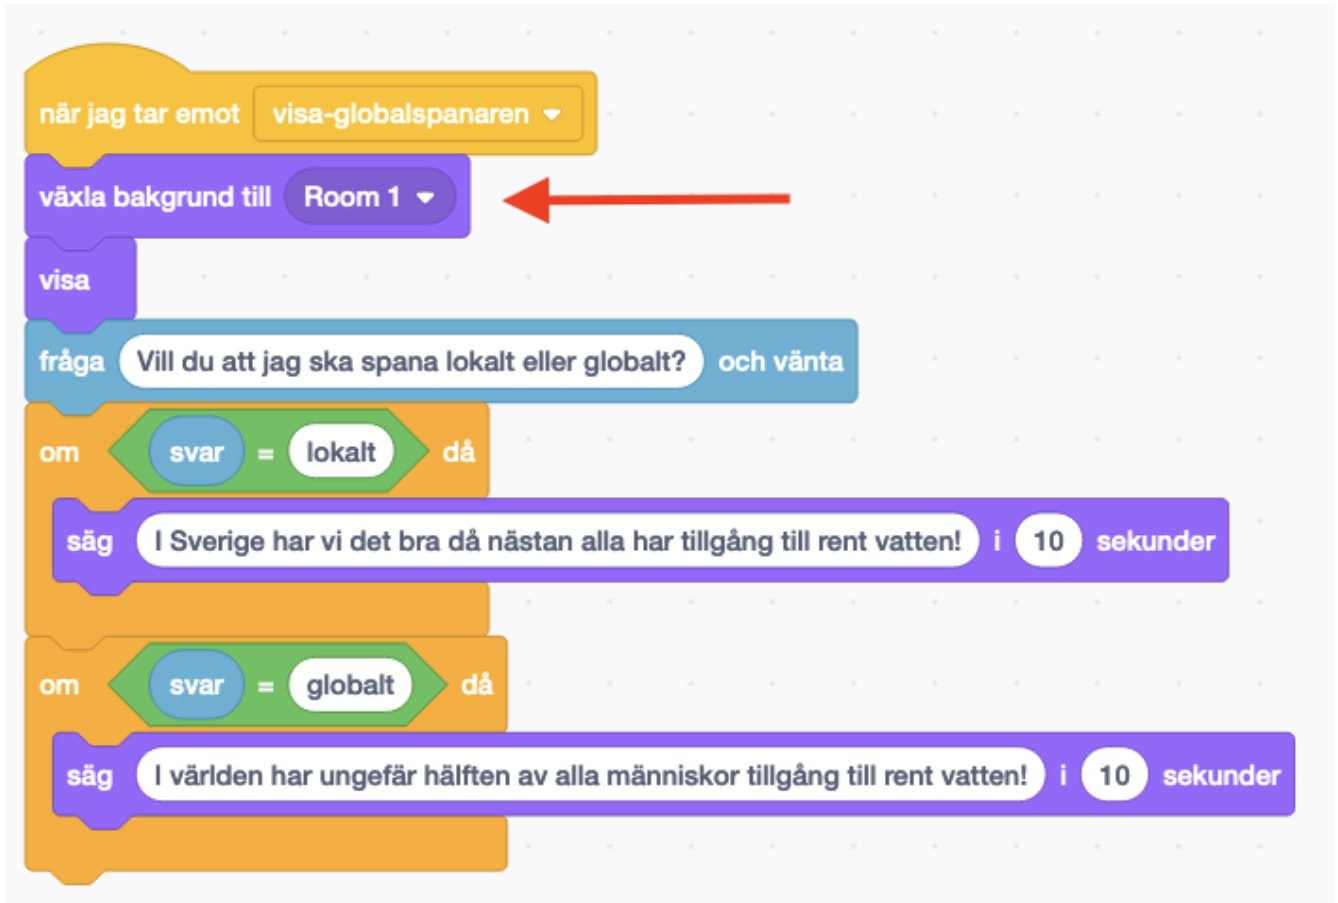 när jag tar emot visa-globalspanaren
växla bakgrund till Room 1
visa
fråga Vill du att jag ska spana lokalt eller globalt? och vänta
om svar = lokalt då
säg I Sverige har vi det bra då nästan alla har tillgång till rent vatten! i 10 sekunder
om svar = globalt då
säg I världen har ungefär hälften av alla människor tillgång till rent vatten! i 10 sekunder